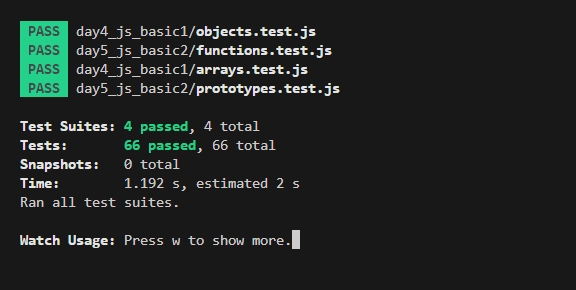 PASS day4_js_basic1/objects.test.js
PASS day5_js_basic2/functions.test.js
PASS day4_js_basic1/arrays.test.js
PASS day5_js_basic2/prototypes.test.js
Test Suites: 4 passed, 4 total
Tests: 66 passed, 66 total
Snapshots: 0 total
Time: 1.192 s, estimated 2 s
Ran all test suites.
Watch Usage: Press w to show more.